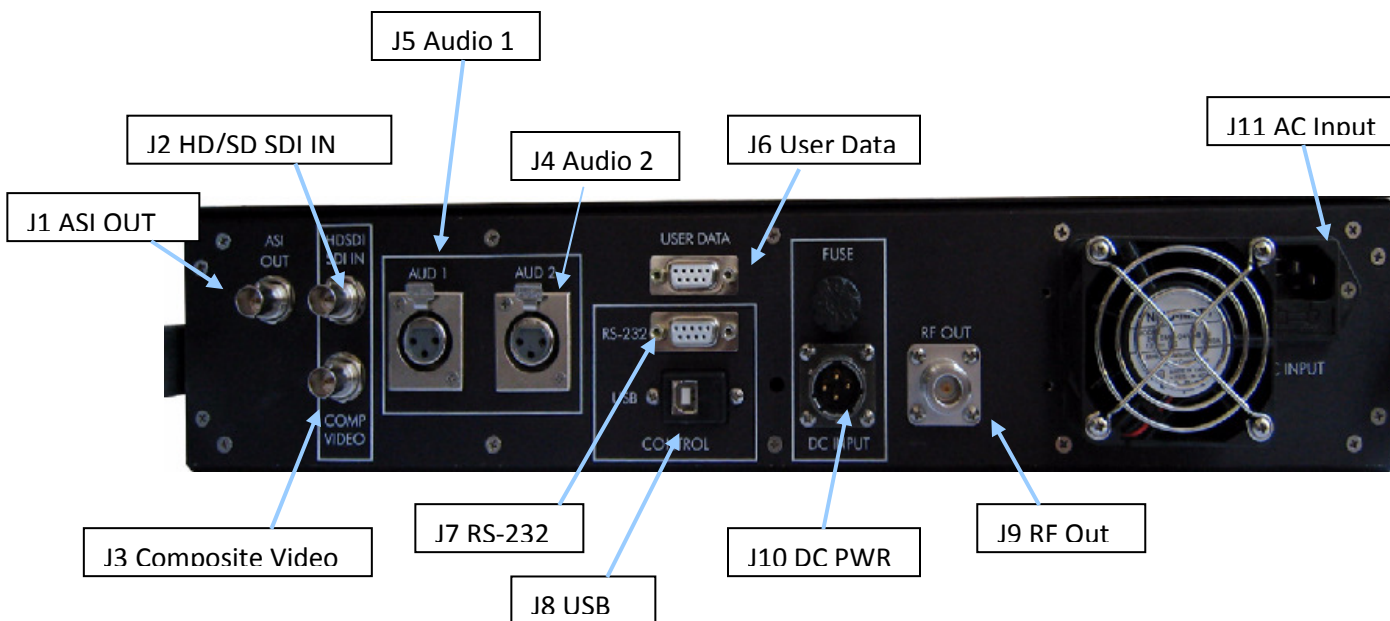 J5 Audio 1
J2 HD/SD SDI IN
J4 Audio 2
J6 User Data
J11 AC Input
J1 ASI OUT
ASI
OUT
HDSDI
SDI IN
AUD 1
AUD 2
USER DATA
FUSE
RS-232
RF OUT
C INPUT
USB
COMP
VIDEO
CONTROL
DC INPUT
J3 Composite Video
J7 RS-232
J8 USB
J10 DC PWR
J9 RF Out